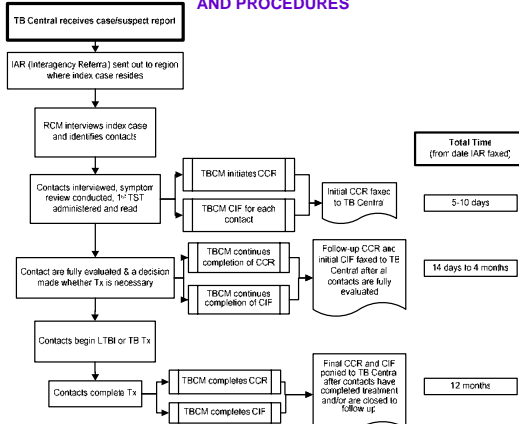 AND PROCEDURES
TB Central receives case/suspect report
IAR (Interagency Referra) sent out to region
where index case resides
RCM interviews index case
and identifies contacts
Total Time
(from date IAR faxed)
Contacts interviewed, symptom
review conducted, 1st TST
administered and read
TBCM initiates CCR
TBCM CIF for each
contact
Initial CCR faxed
to TB Central
5-10 days
Contact are fully evaluated & a decision
made whether Tx is necessary
TBCM continues
completion of CCR
TBCM continues
completion of CIF
Follow-up CCR and
initial CIF faxed to TB
Central after all
contacts are fully
evaluated
14 days to 4 months
Contacts begin LTBI or TB Tx
Contacts complete Tx
TBCM completes CCR
TBCM completes CIF
Final CCR and CIF
ponied to TB Central
after contacts have
completed treatment
and/or are closed to
follow up
12 months